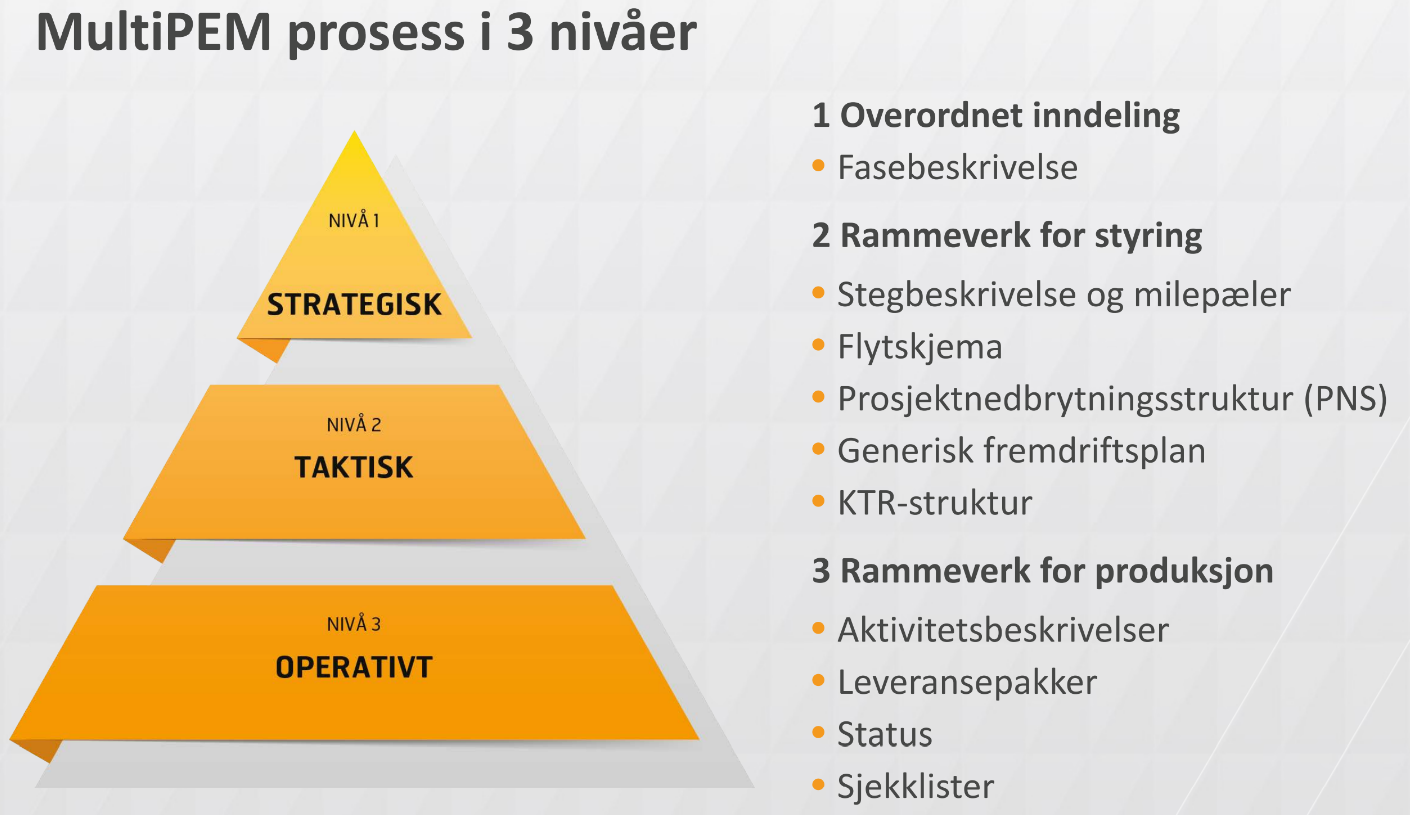 MultiPEM prosess i 3 nivåer
NIVÅ 1
STRATEGISK
NIVÅ 2
TAKTISK
NIVÅ 3
OPERATIVT
1 Overordnet inndeling
• Fasebeskrivelse
2 Rammeverk for styring
• Stegbeskrivelse og milepæler
• Flytskjema
• Prosjektnedbrytningsstruktur (PNS)
• Generisk fremdriftsplan
• KTR-struktur
3 Rammeverk for produksjon
• Aktivitetsbeskrivelser
• Leveransepakker
• Status
• Sjekklister